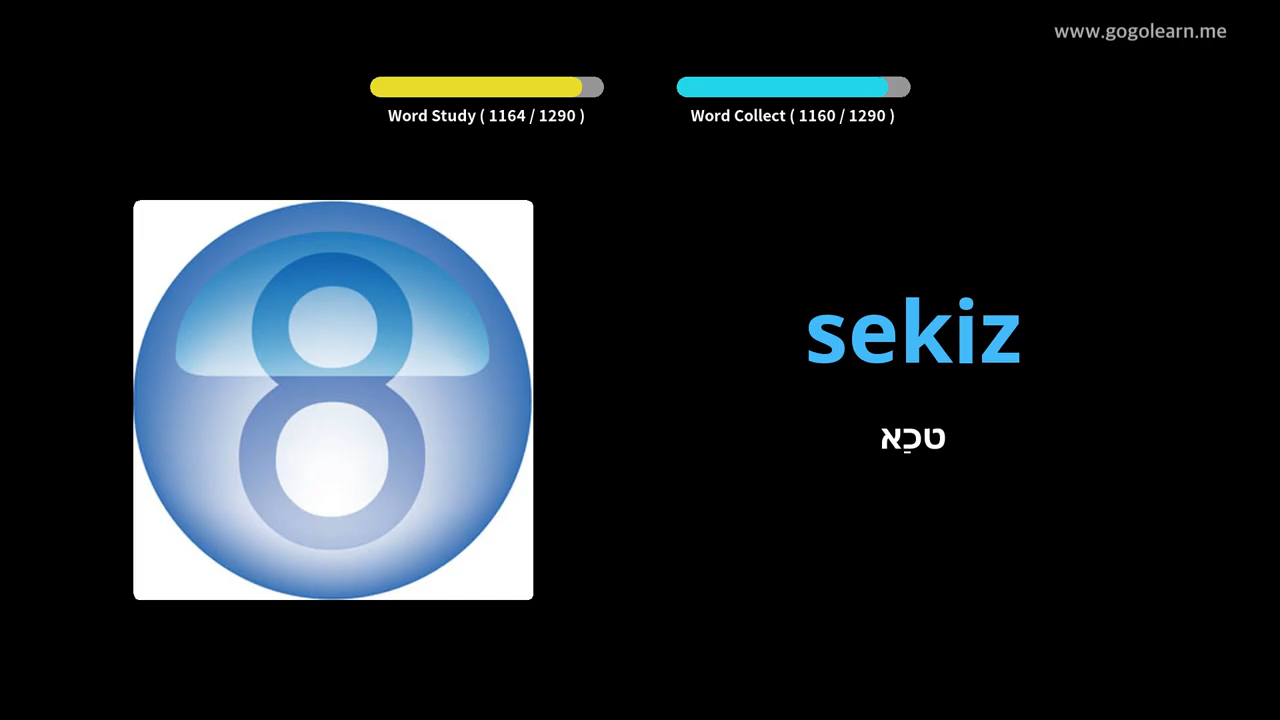 www.gogolearn.me
Word Study ( 1164 / 1290 )
Word Collect ( 1160 / 1290 )
8
sekiz
טכַא